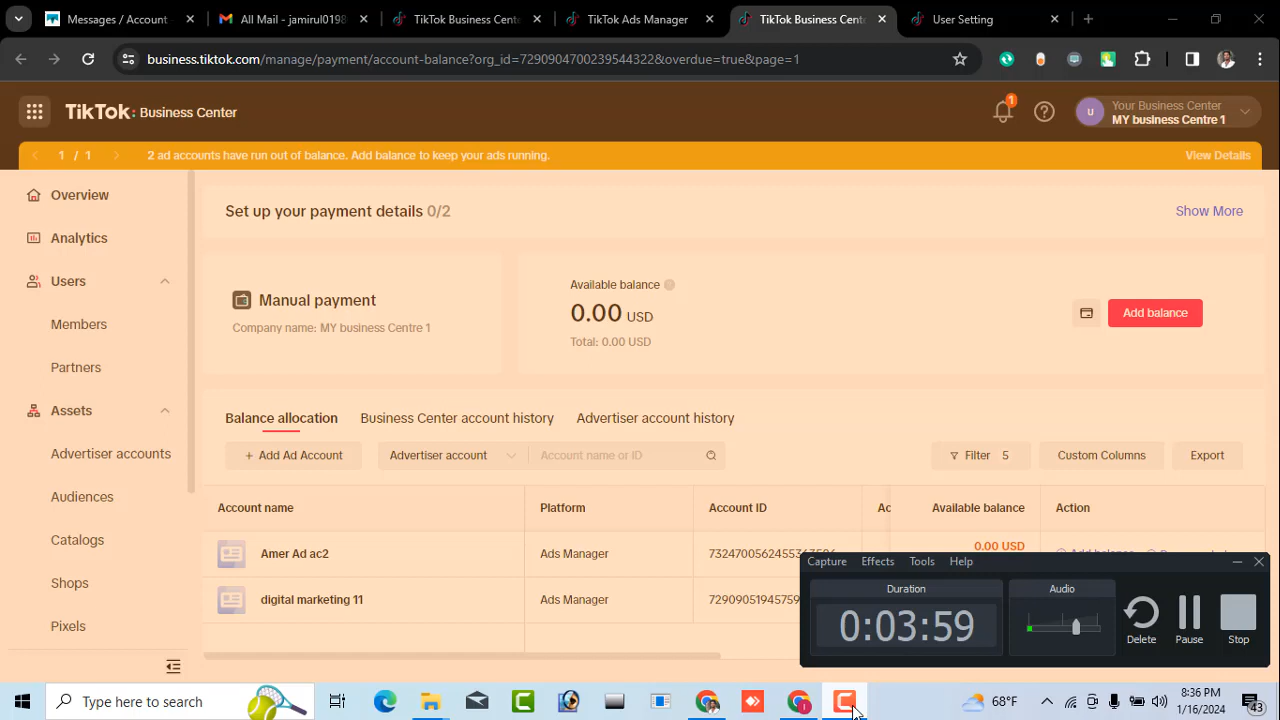 Messages / Account
All Mail - jamirul0198
TikTok Business Cent
TikTok Ads Manager
TikTok Business Cent
User Setting
business.tiktok.com/manage/payment/account-balance?org_id=7290904700239544322&overdue=true&page=1
TikTok: Business Center
1
U
Your Business Center
MY business Centre 1
1 / 1
2 ad accounts have run out of balance. Add balance to keep your ads running.
View Details
Overview
Analytics
Users
Members
Partners
Assets
Advertiser accounts
Audiences
Catalogs
Shops
Pixels
Set up your payment details 0/2
Show More
Manual payment
Company name: MY business Centre 1
Available balance
0.00 USD
Total: 0.00 USD
Add balance
Balance allocation
Business Center account history
Advertiser account history
+ Add Ad Account
Advertiser account
Account name or ID
Filter 5
Custom Columns
Export
Account name
Platform
Account ID
Ac
Available balance
Action
Amer Ad ac2
Ads Manager
0.00 USD
digital marketing 11
Ads Manager
72909051945759
Capture
Effects
Tools
Help
Duration
0:03:59
Audio
Delete
Pause
Stop
Type here to search
68°F
8:36 PM
1/16/2024
43